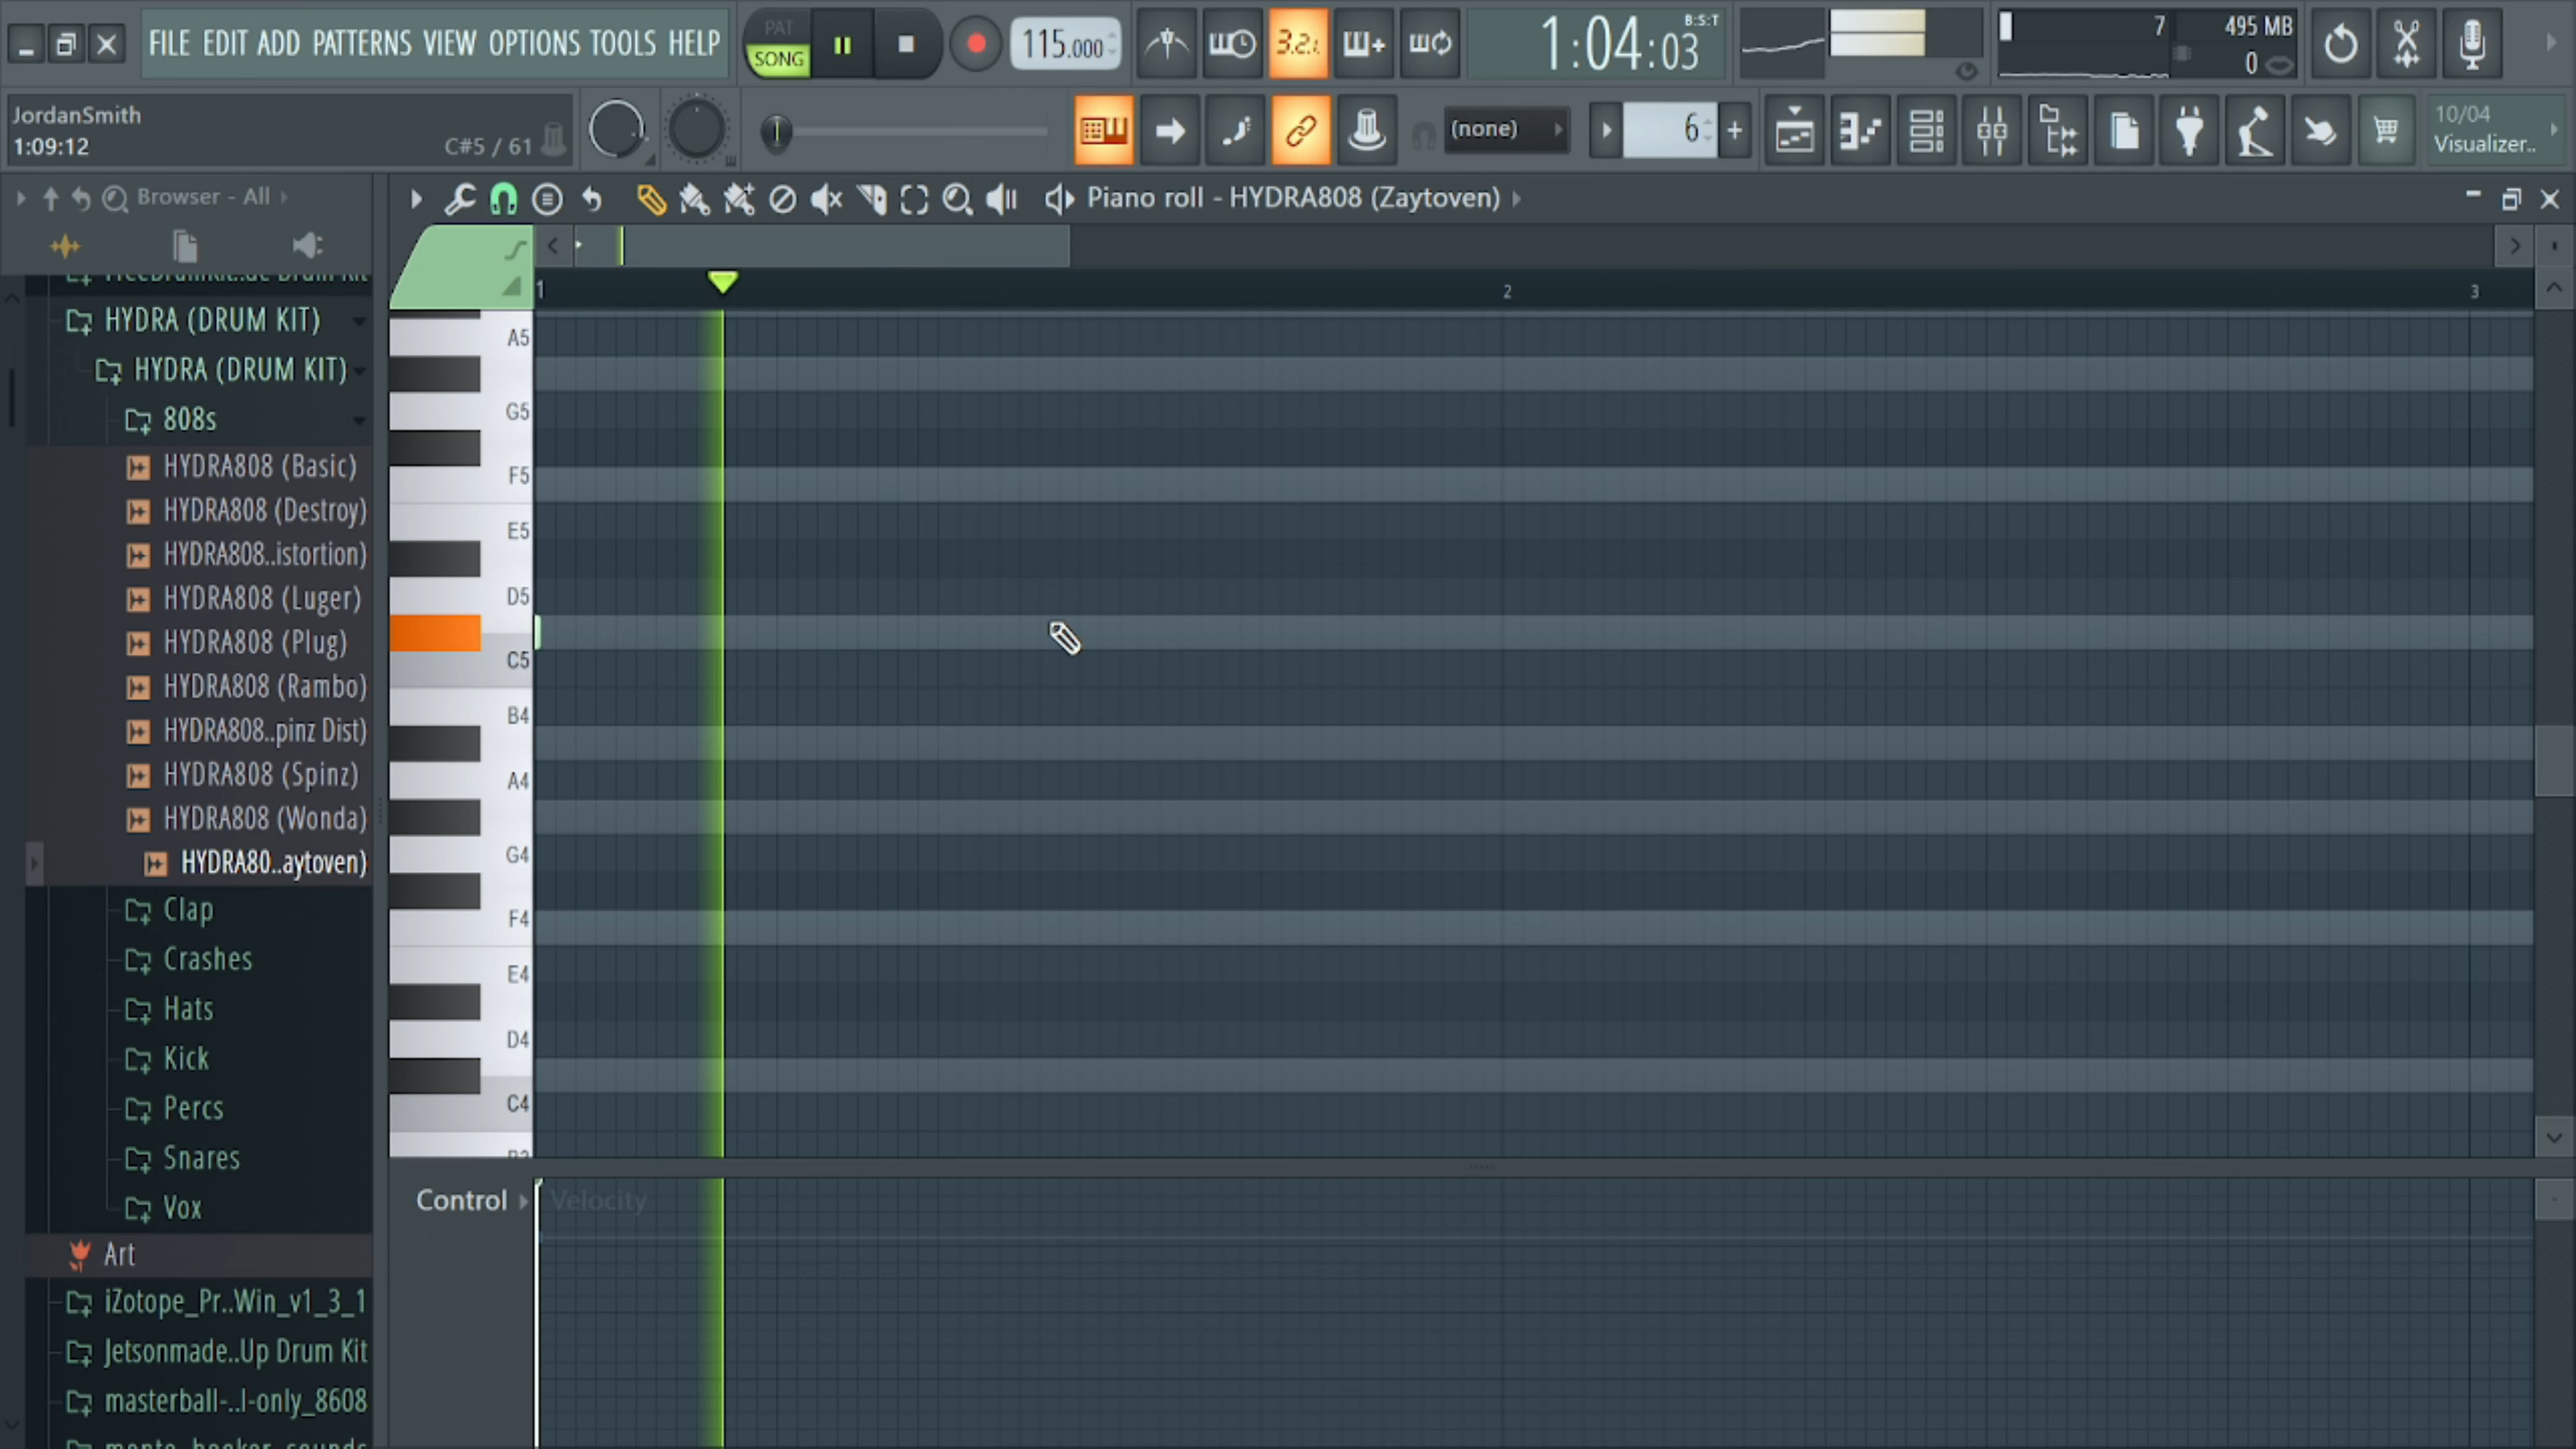 FILE EDIT ADD PATTERNS VIEW OPTIONS TOOLS HELP
PAT
SONG
115.000
3.2.1
1:04:03
B:S:T
7
495 MB
0
JordanSmith
1:09:12
C#5 / 61
(none)
6
10/04
Visualizer..
Browser - All
Piano roll - HYDRA808 (Zaytoven)
HYDRA (DRUM KIT)
HYDRA (DRUM KIT)
808s
HYDRA808 (Basic)
HYDRA808 (Destroy)
HYDRA808..istortion)
HYDRA808 (Luger)
HYDRA808 (Plug)
HYDRA808 (Rambo)
HYDRA808..pinz Dist)
HYDRA808 (Spinz)
HYDRA808 (Wonda)
HYDRA80..aytoven)
Clap
Crashes
Hats
Kick
Percs
Snares
Vox
Art
iZotope_Pr..Win_v1_3_1
Jetsonmade..Up Drum Kit
masterball-..l-only_8608
1
2
3
A5
G5
F5
E5
D5
C5
B4
A4
G4
F4
E4
D4
C4
Control
Velocity